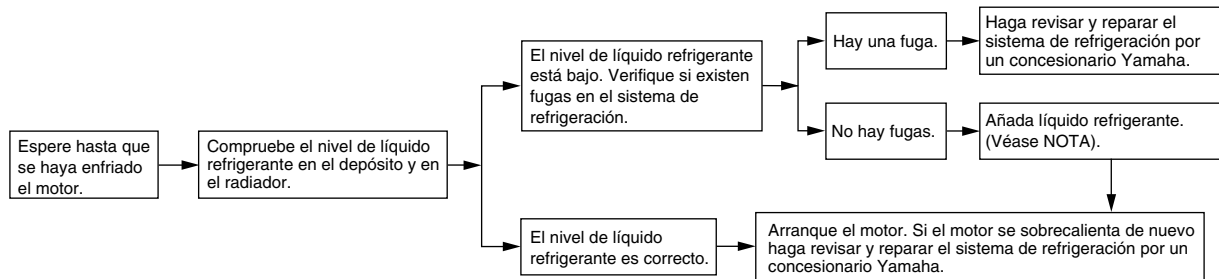 Espere hasta que
se haya enfriado
el motor.
Compruebe el nivel de líquido
refrigerante en el depósito y en
el radiador.
El nivel de líquido refrigerante
está bajo. Verifique si existen
fugas en el sistema de
refrigeración.
Hay una fuga.
Haga revisar y reparar el
sistema de refrigeración por
un concesionario Yamaha.
No hay fugas.
Añada líquido refrigerante.
(Véase NOTA).
El nivel de líquido
refrigerante es correcto.
Arranque el motor. Si el motor se sobrecalienta de nuevo
haga revisar y reparar el sistema de refrigeración por un
concesionario Yamaha.